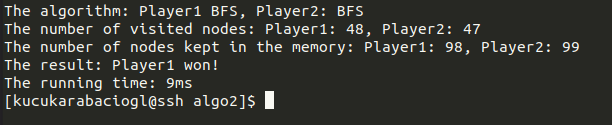 The algorithm: Player1 BFS, Player2: BFS
The number of visited nodes: Player1: 48, Player2: 47
The number of nodes kept in the memory: Player1: 98, Player2: 99
The result: Player1 won!
The running time: 9ms
[kucukarabaciogl@ssh algo2]$